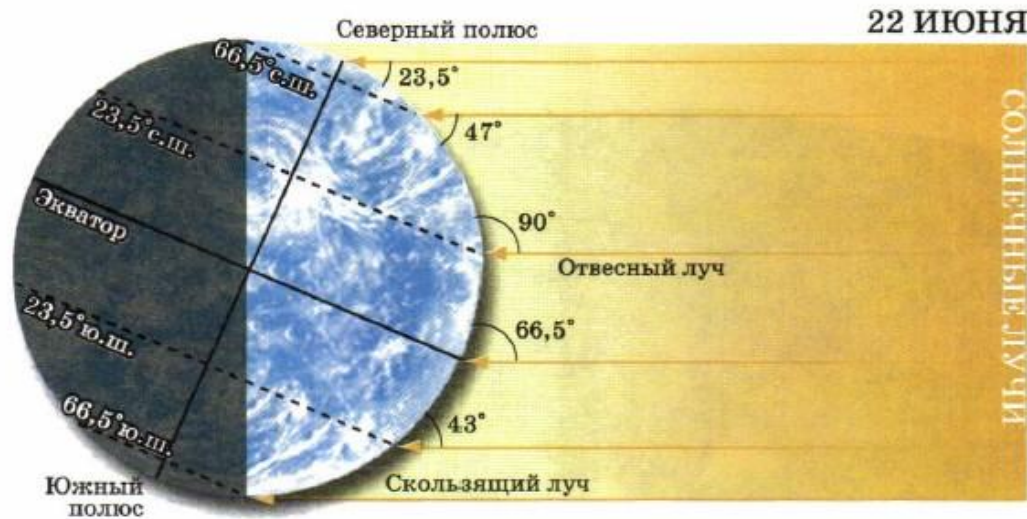 22 ИЮНЯ
Северный полюс
66,5°с.ш.
23,5°
23,5°с.ш.
47°
СОЛНЕЧНЫЕ ЛУЧИ
Экватор
90°
Отвесный луч
23,5°ю.ш.
66,5°
66,5°ю.ш.
43°
Южный
полюс
Скользящий луч